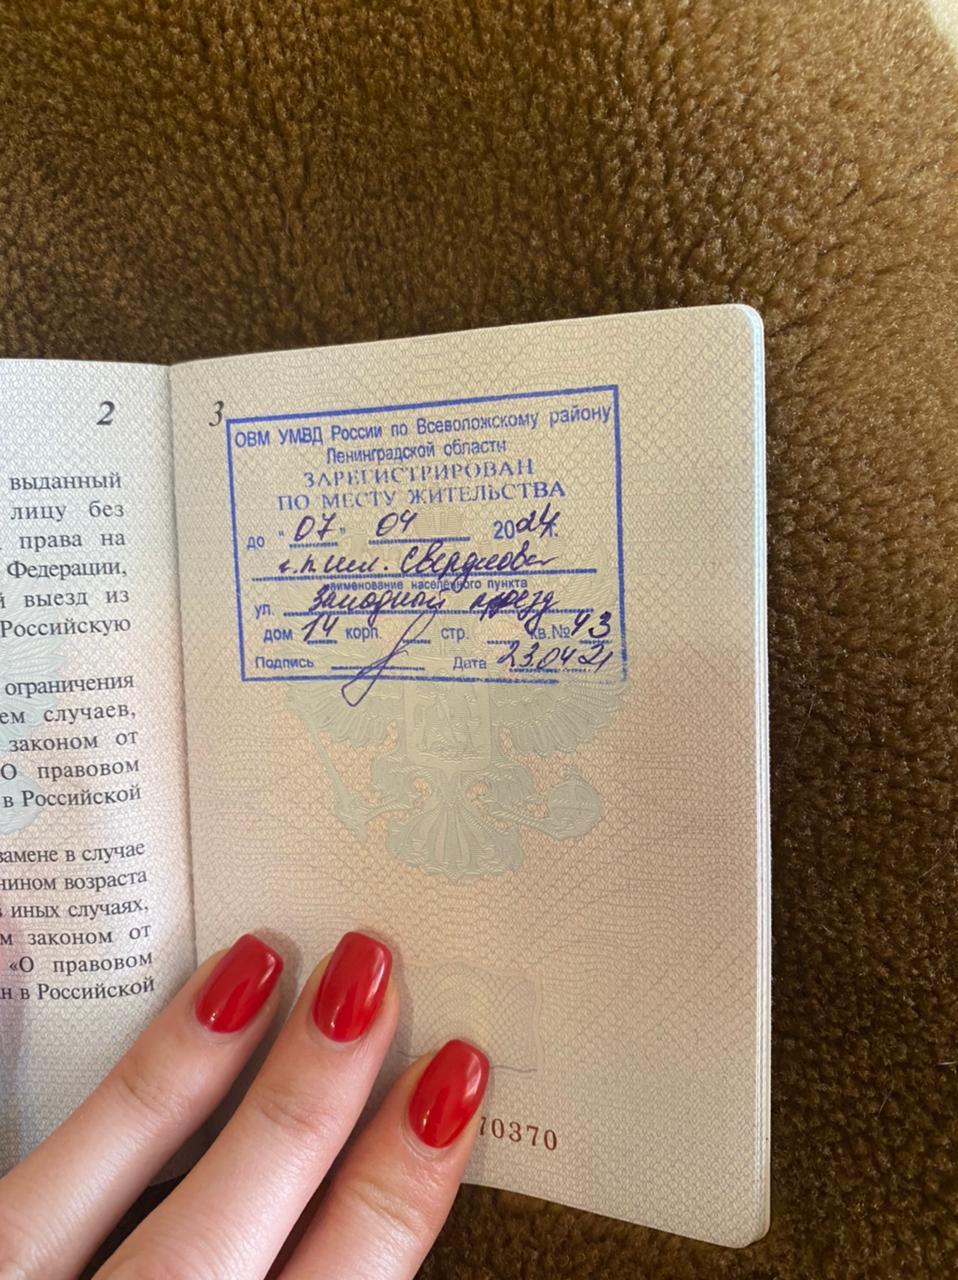 2
выданный
лицу без
права на
Федерации,
выезд из
Российскую
ограничения
ем случаев,
законом от
О правовом
в Российской
замене в случае
нином возраста
в иных случаях,
м законом от
«О правовом
н в Российской
3
ОВМ УМВД России по Всеволожскому району
Ленинградской области
ЗАРЕГИСТРИРОВАН
ПО МЕСТУ ЖИТЕЛЬСТВА
до "07" 04 2024г.
г.п. им. Свердлова
наименование населённого пункта
ул. Западный проезд
дом 14 корп. стр. кв.№ 43
Подпись Дата 23.04.21
70370